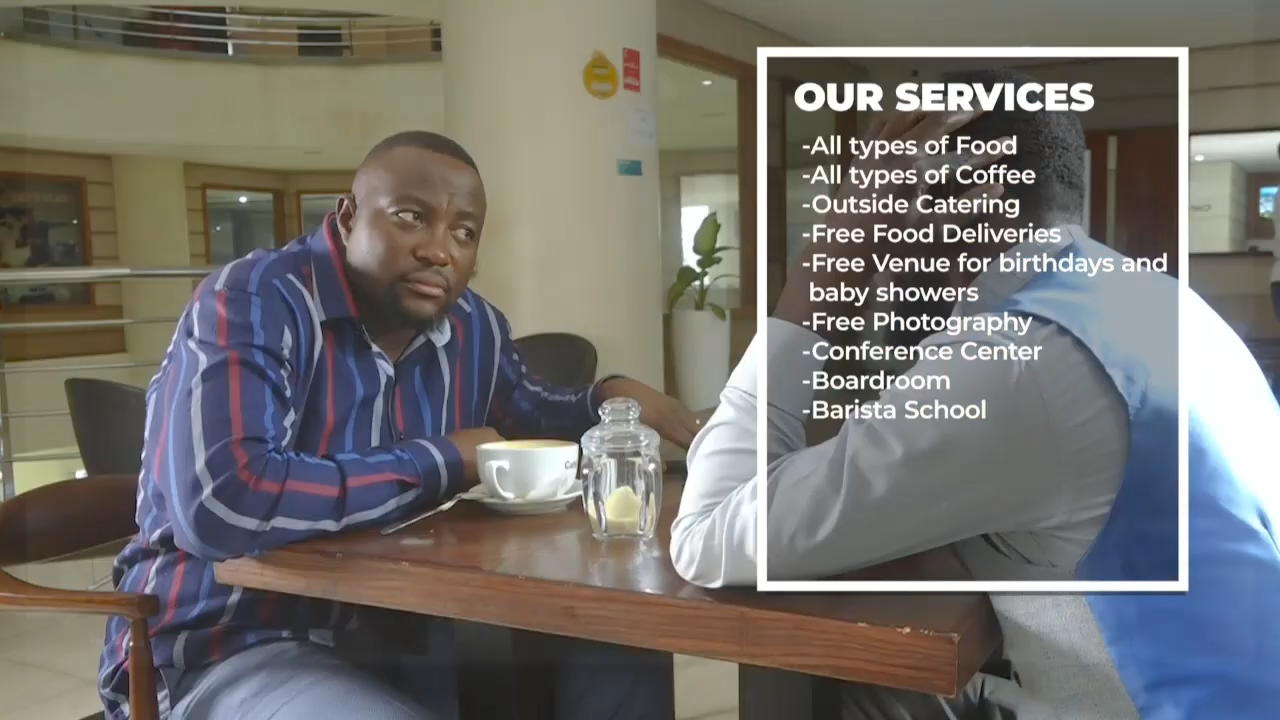 OUR SERVICES
-All types of Food
-All types of Coffee
-Outside Catering
-Free Food Deliveries
-Free Venue for birthdays and
baby showers
-Free Photography
-Conference Center
-Boardroom
-Barista School